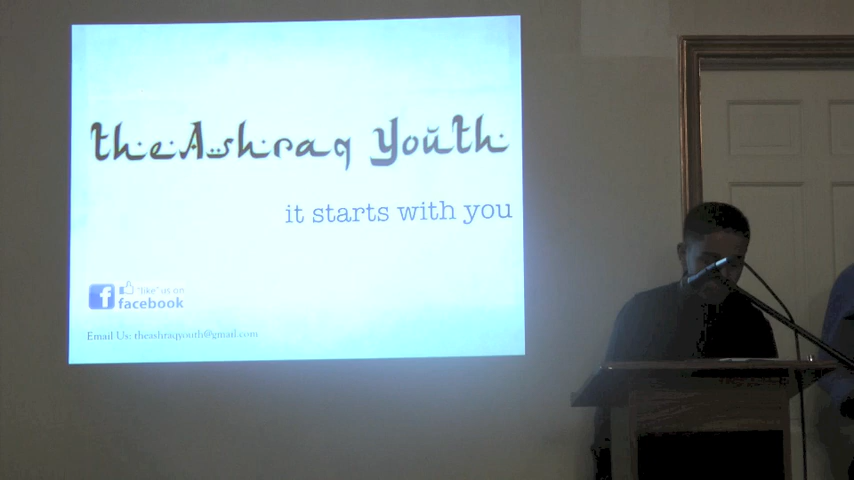 theAshraq Youth
it starts with you
"like" us on
facebook
Email Us: theashraqyouth@gmail.com